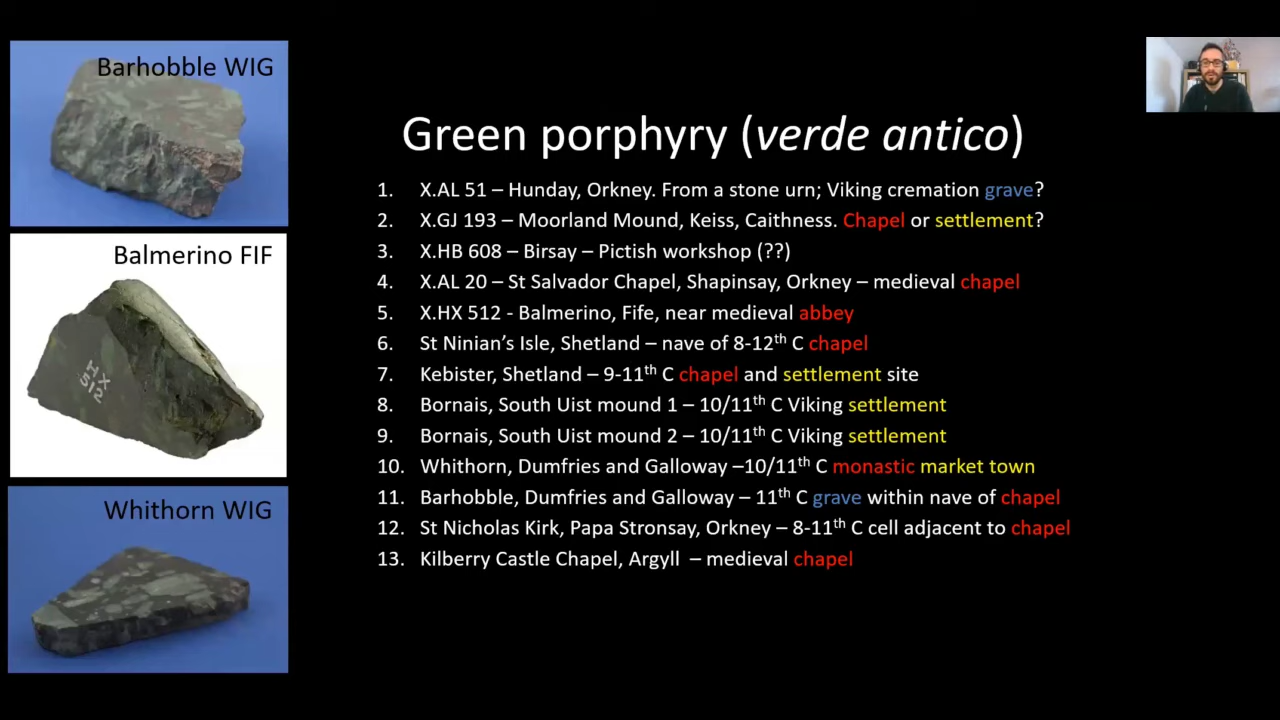 Barhobble WIG
Balmerino FIF
HX
512
Whithorn WIG
Green porphyry (verde antico)
1. X.AL 51 – Hunday, Orkney. From a stone urn; Viking cremation grave?
2. X.GJ 193 – Moorland Mound, Keiss, Caithness. Chapel or settlement?
3. X.HB 608 – Birsay – Pictish workshop (??)
4. X.AL 20 – St Salvador Chapel, Shapinsay, Orkney – medieval chapel
5. X.HX 512 - Balmerino, Fife, near medieval abbey
6. St Ninian’s Isle, Shetland – nave of 8-12th C chapel
7. Kebister, Shetland – 9-11th C chapel and settlement site
8. Bornais, South Uist mound 1 – 10/11th C Viking settlement
9. Bornais, South Uist mound 2 – 10/11th C Viking settlement
10. Whithorn, Dumfries and Galloway –10/11th C monastic market town
11. Barhobble, Dumfries and Galloway – 11th C grave within nave of chapel
12. St Nicholas Kirk, Papa Stronsay, Orkney – 8-11th C cell adjacent to chapel
13. Kilberry Castle Chapel, Argyll – medieval chapel